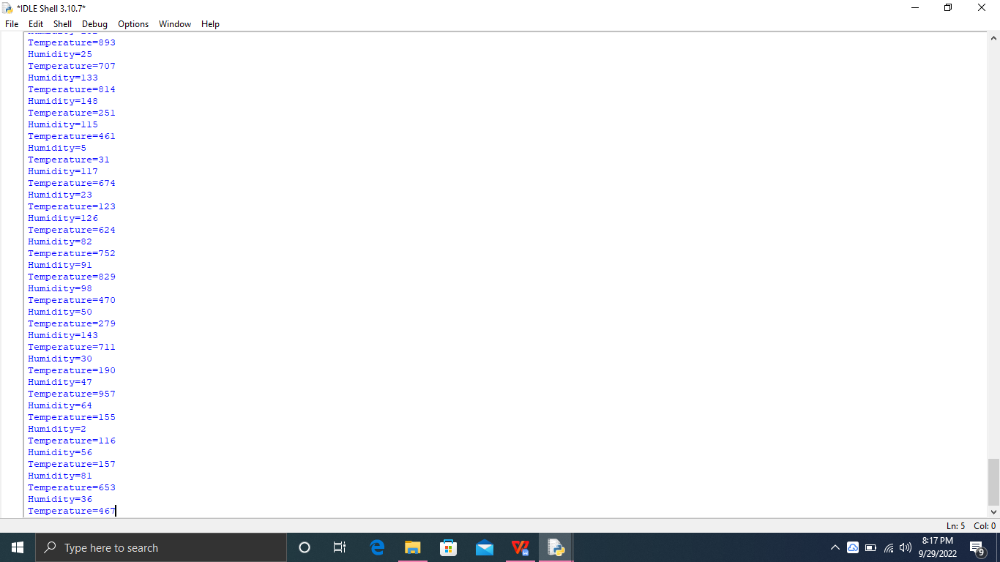 *IDLE Shell 3.10.7*
File Edit Shell Debug Options Window Help
Temperature=893
Humidity=25
Temperature=707
Humidity=133
Temperature=814
Humidity=148
Temperature=251
Humidity=115
Temperature=461
Humidity=5
Temperature=31
Humidity=117
Temperature=674
Humidity=23
Temperature=123
Humidity=126
Temperature=624
Humidity=82
Temperature=752
Humidity=91
Temperature=829
Humidity=98
Temperature=470
Humidity=50
Temperature=279
Humidity=143
Temperature=711
Humidity=30
Temperature=190
Humidity=47
Temperature=957
Humidity=64
Temperature=155
Humidity=2
Temperature=116
Humidity=56
Temperature=157
Humidity=81
Temperature=653
Humidity=36
Temperature=467
Ln: 5 Col: 0
Type here to search
8:17 PM
9/29/2022
9